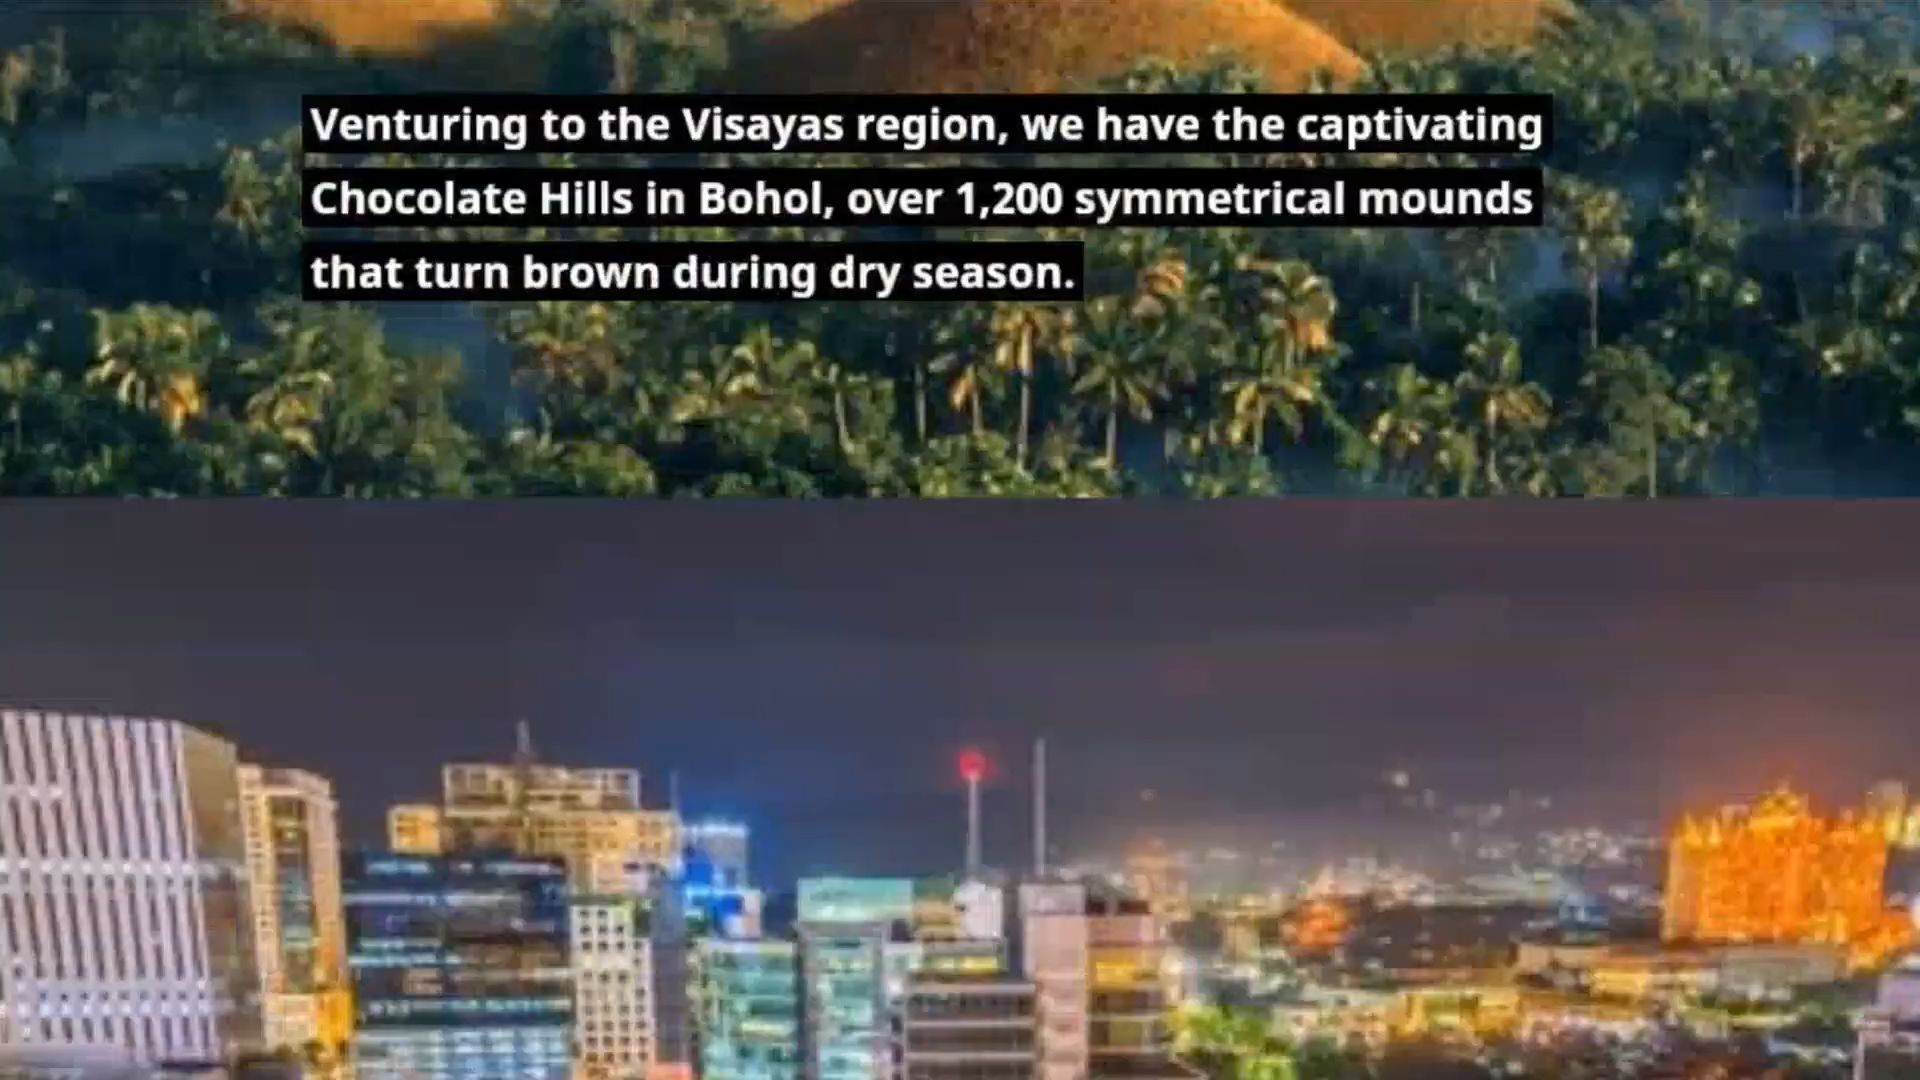 Venturing to the Visayas region, we have the captivating
Chocolate Hills in Bohol, over 1,200 symmetrical mounds
that turn brown during dry season.